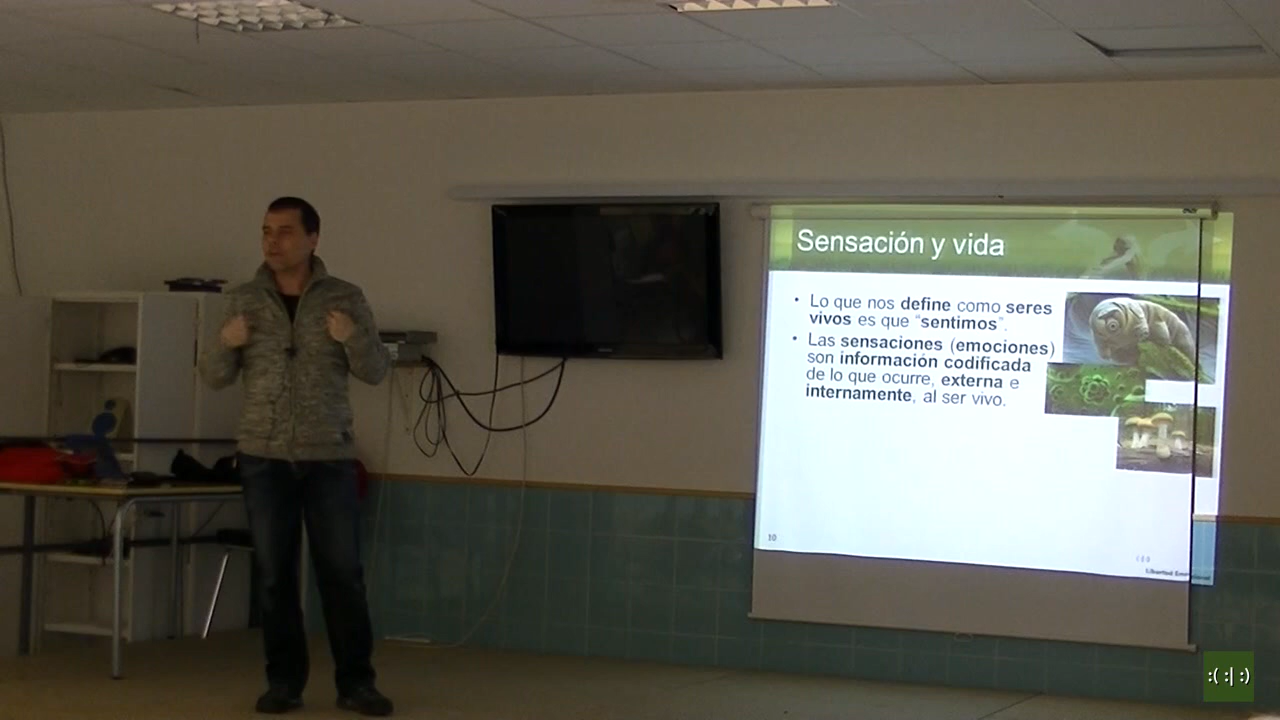 Sensación y vida
• Lo que nos define como seres
vivos es que "sentimos".
• Las sensaciones (emociones)
son información codificada
de lo que ocurre, externa e
internamente, al ser vivo.
10
Libertad
:( :| :)